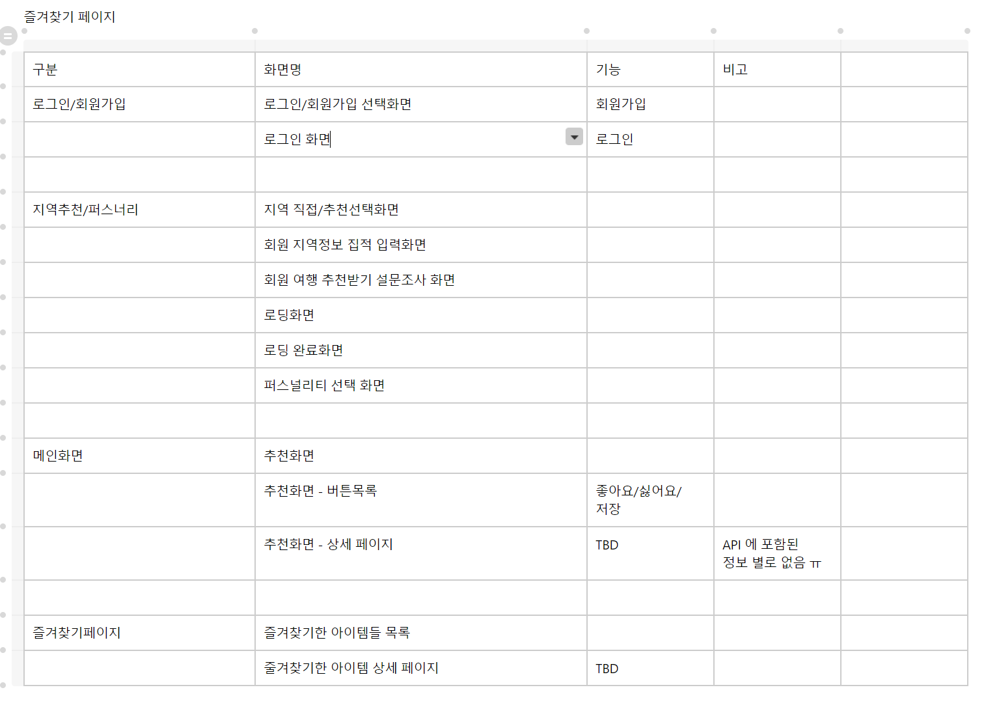 즐겨찾기 페이지
구분 화면명 기능 비고
로그인/회원가입 로그인/회원가입 선택화면 회원가입
로그인 화면 로그인
지역추천/퍼스너리 지역 직접/추천선택화면
회원 지역정보 집적 입력화면
회원 여행 추천받기 설문조사 화면
로딩화면
로딩 완료화면
퍼스널리티 선택 화면
메인화면 추천화면
추천화면 - 버튼목록 좋아요/싫어요/
저장
추천화면 - 상세 페이지 TBD API 에 포함된
정보 별로 없음 ㅠ
즐겨찾기페이지 즐겨찾기한 아이템들 목록
줄겨찾기한 아이템 상세 페이지 TBD